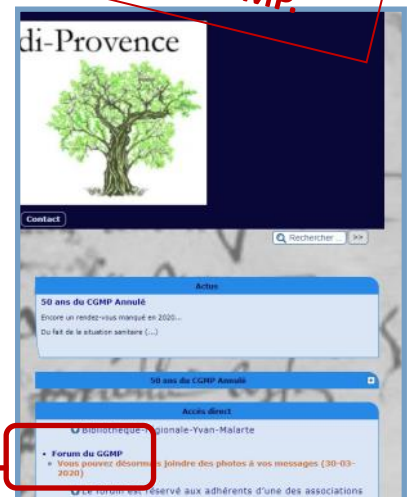 MP.
di-Provence
Contact
Rechercher ... >>
Actus
50 ans du CGMP Annulé
Encore un rendez-vous manqué en 2020...
Du fait de la situation sanitaire (...)
50 ans du CGMP Annulé
Accès direct
Bibliothèque-Régionale-Yvan-Malarte
Forum du GGMP
Vous pouvez désormais joindre des photos à vos messages (30-03-
2020)
Le forum est réservé aux adhérents d'une des associations